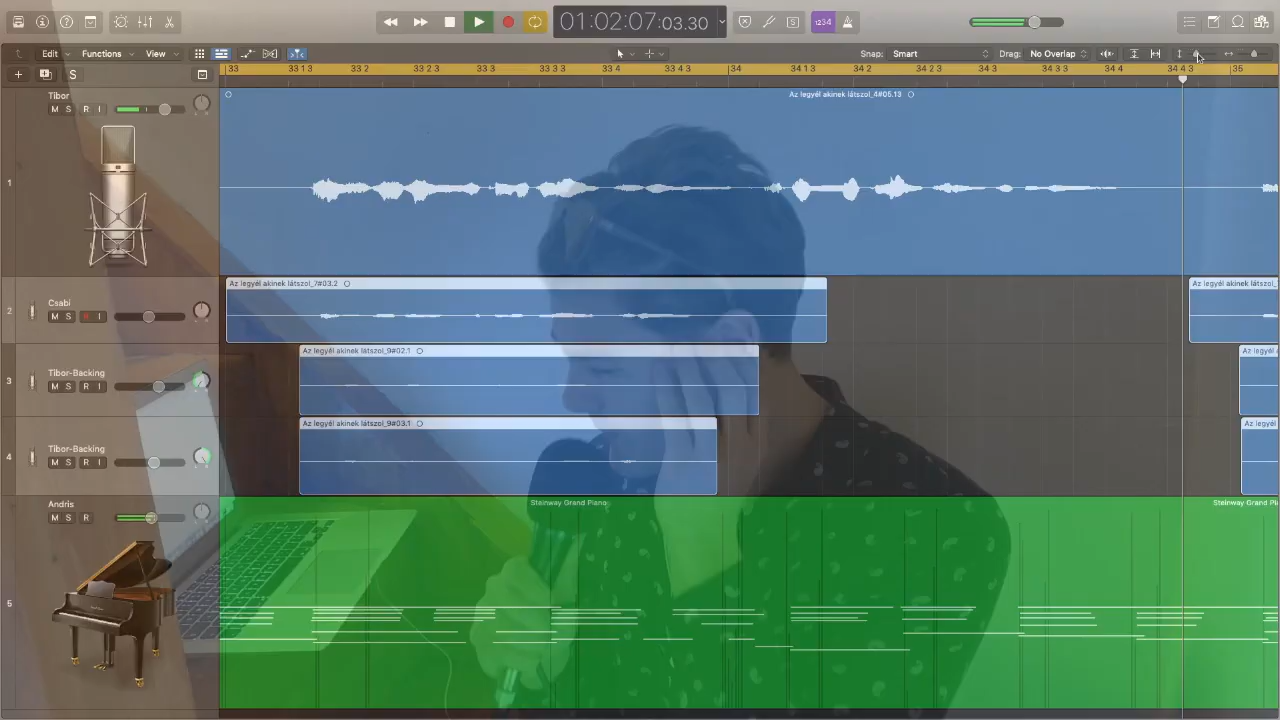 01:02:07:03.30
1234
S
Edit
Functions
View
Snap:
Smart
Drag:
No Overlap
S
33
33 1 3
33 2
33 2 3
33 3
33 3 3
33 4
33 4 3
34
34 1 3
34 2
34 2 3
34 3
34 3 3
34 4
34 4 3
35
Tibor
M S R I
Az legyél akinek látszol_4#05.13
1
Csabi
M S R I
Az legyél akinek látszol_7#03.2
Az legyél akinek látszol_
2
Tibor-Backing
M S R I
Az legyél akinek látszol_9#02.1
Az legyél
3
Tibor-Backing
M S R I
Az legyél akinek látszol_9#03.1
Az legyél
4
Andris
M S R
Steinway Grand Piano
Steinway Grand Pi
5